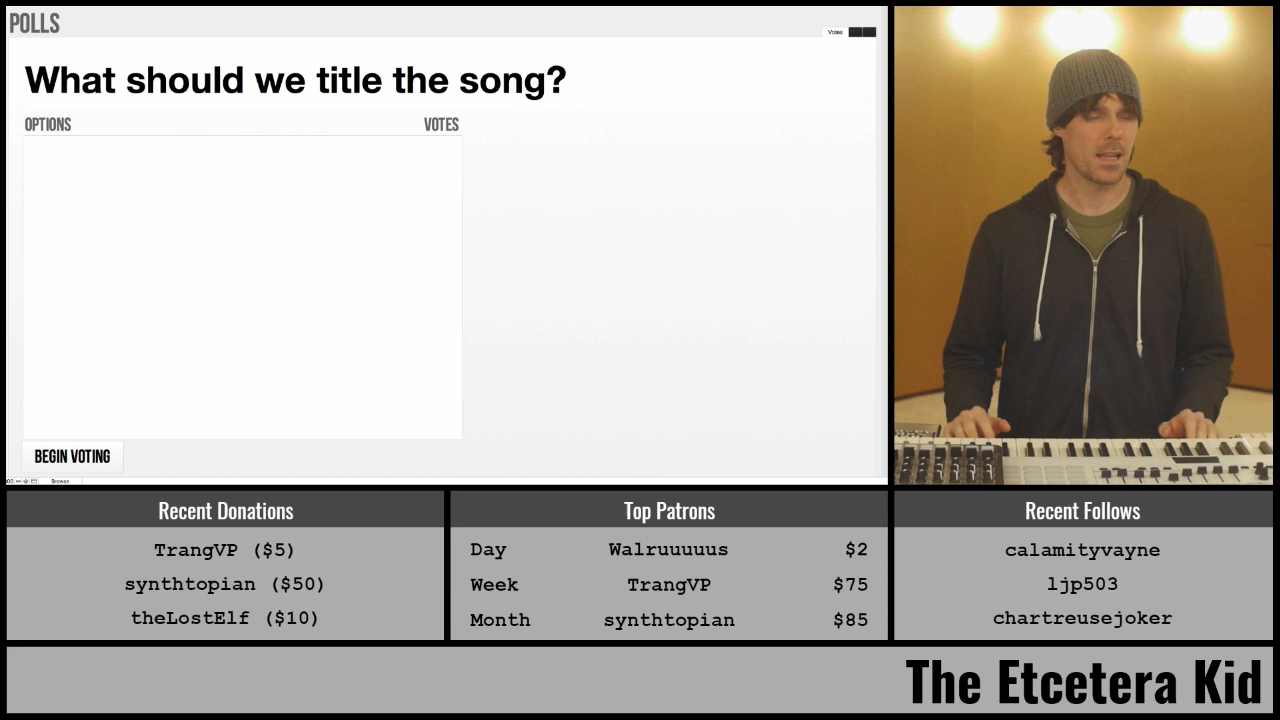 POLLS
Votes
What should we title the song?
OPTIONS VOTES
BEGIN VOTING
Browse
Recent Donations
TrangVP ($5)
synthtopian ($50)
theLostElf ($10)
Top Patrons
Day Walruuuuus $2
Week TrangVP $75
Month synthtopian $85
Recent Follows
calamityvayne
ljp503
chartreusejoker
The Etcetera Kid